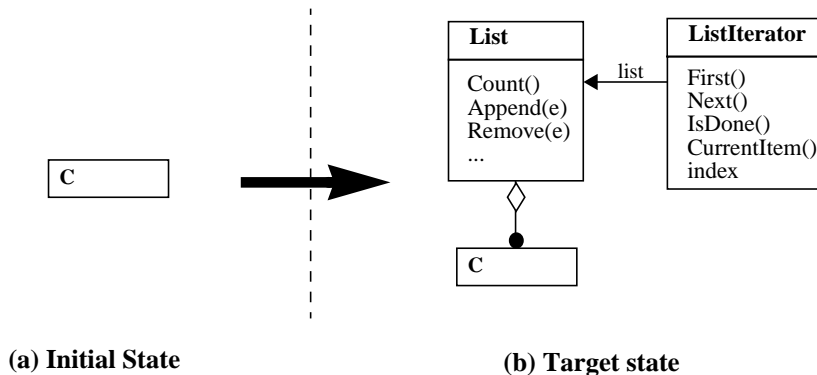 C
List
Count()
Append(e)
Remove(e)
...
list
ListIterator
First()
Next()
IsDone()
CurrentItem()
index
C
(a) Initial State
(b) Target state